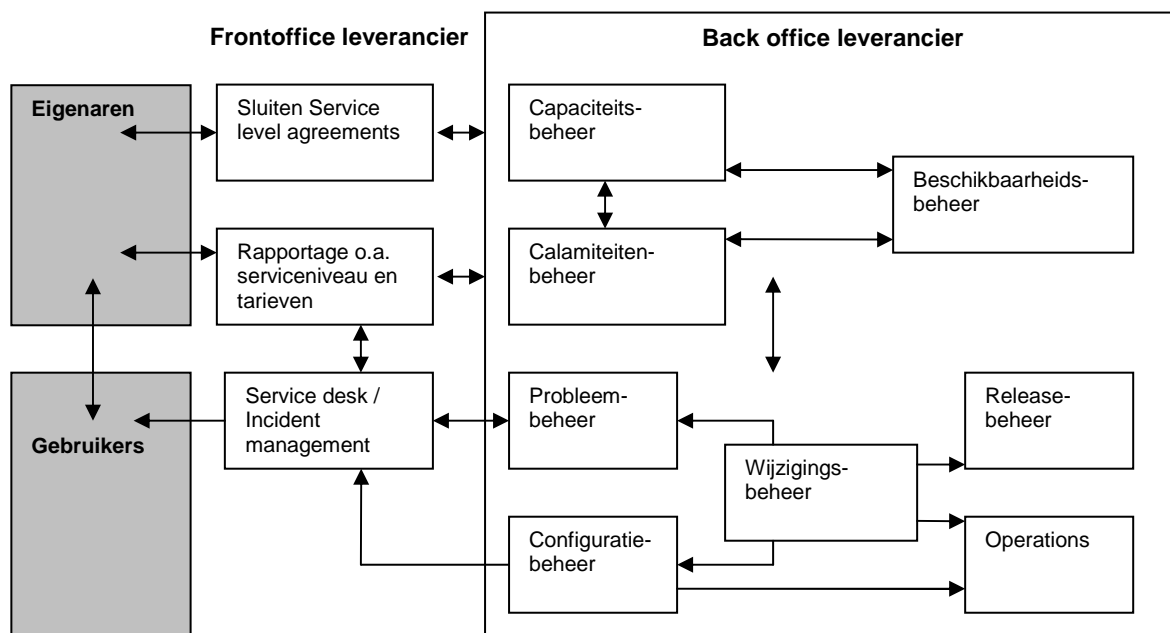 Frontoffice leverancier
Back office leverancier
Eigenaren
Sluiten Service
level agreements
Capaciteits-
beheer
Beschikbaarheids-
beheer
Rapportage o.a.
serviceniveau en
tarieven
Calamiteiten-
beheer
Gebruikers
Service desk /
Incident
management
Probleem-
beheer
Release-
beheer
Wijzigings-
beheer
Configuratie-
beheer
Operations